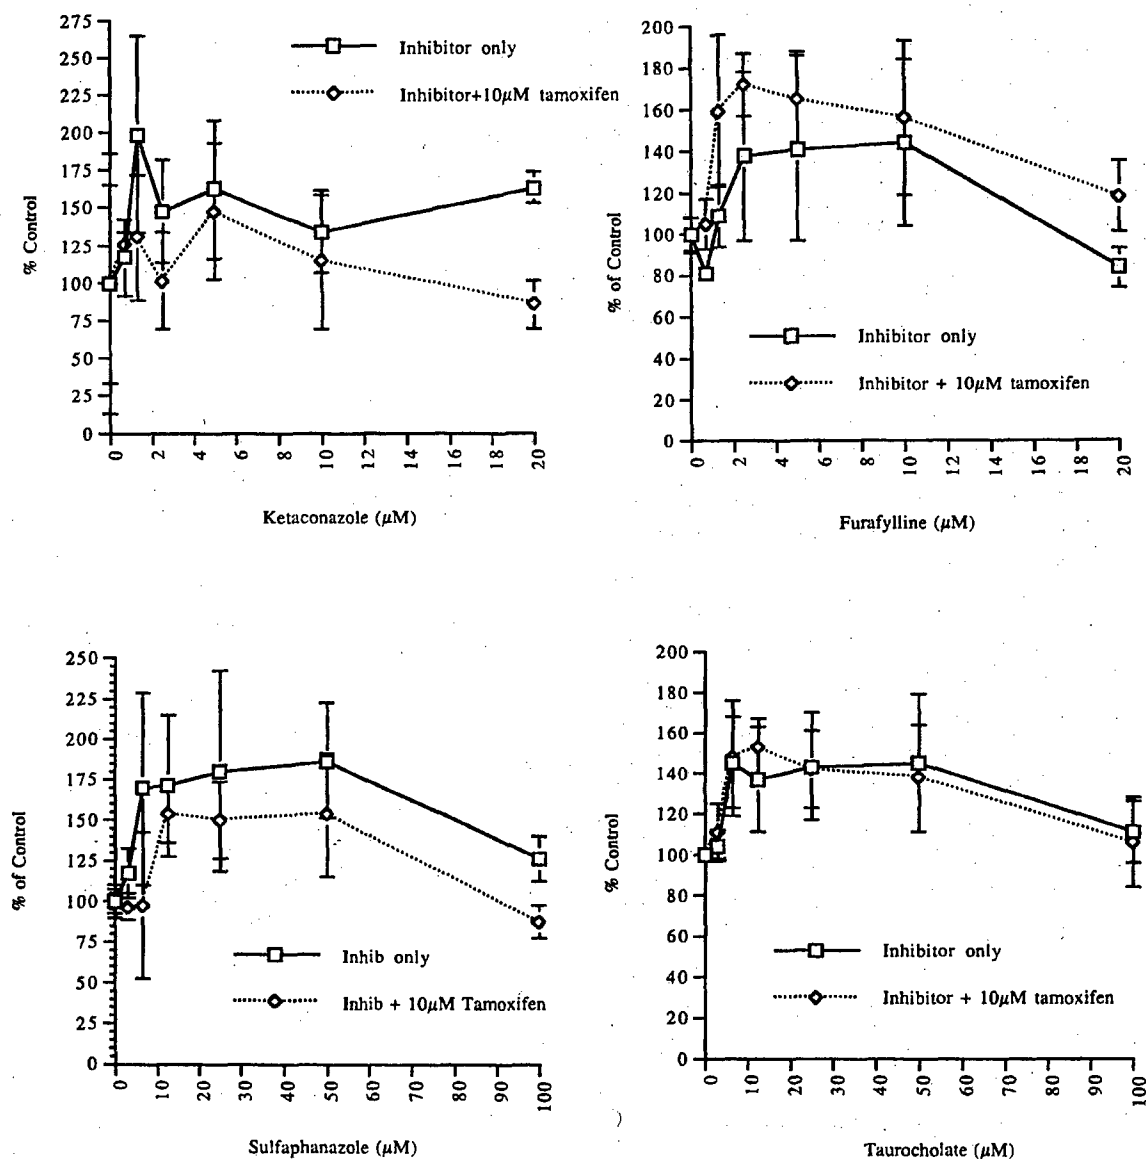 275
250
225
200
175
150
125
100
75
50
25
0
% Control
Inhibitor only
Inhibitor+10μM tamoxifen
0 2 4 6 8 10 12 14 16 18 20
Ketaconazole (μM)
200
180
160
140
120
100
80
60
40
20
0
% of Control
Inhibitor only
Inhibitor + 10μM tamoxifen
0 2 4 6 8 10 12 14 16 18 20
Furafylline (μM)
250
225
200
175
150
125
100
75
50
25
0
% of Control
Inhib only
Inhib + 10μM Tamoxifen
0 10 20 30 40 50 60 70 80 90 100
Sulfaphanazole (μM)
200
180
160
140
120
100
80
60
40
20
0
% Control
Inhibitor only
Inhibitor + 10μM tamoxifen
0 10 20 30 40 50 60 70 80 90 100
Taurocholate (μM)